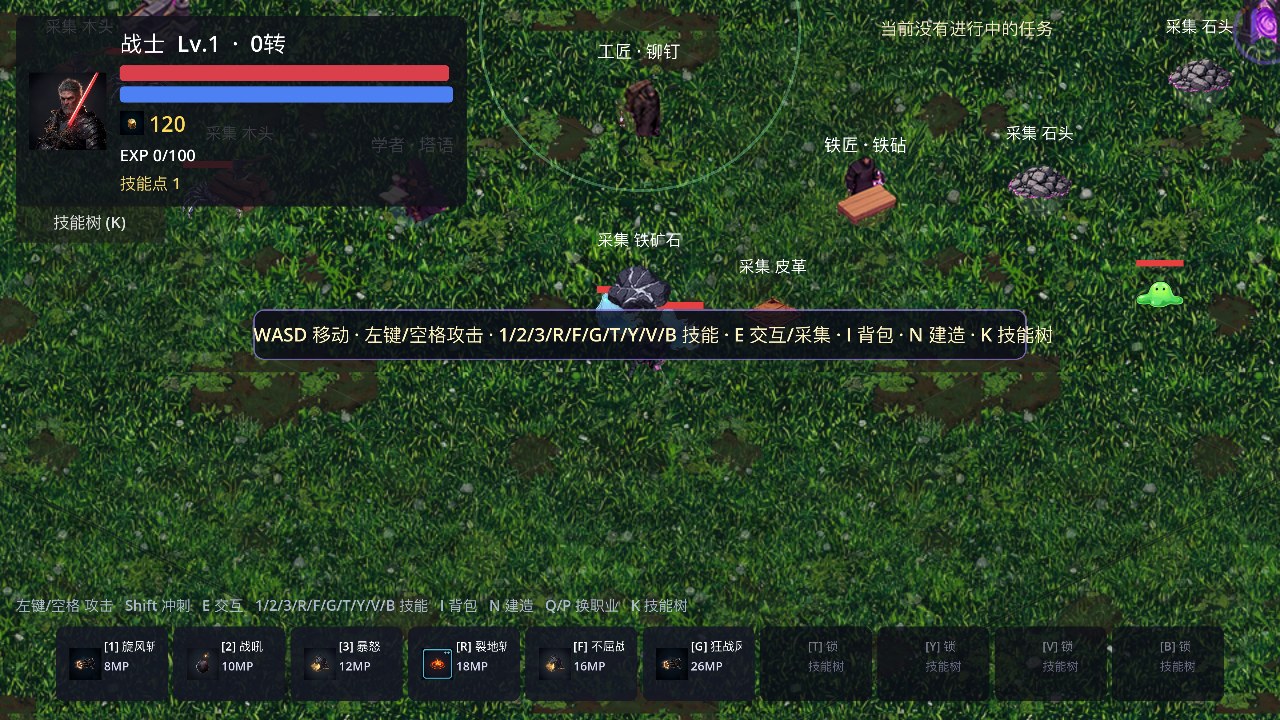 采集 木头
战士 Lv.1 · 0转
120
采集 木头
EXP 0/100
技能点 1
学者 · 塔语
技能树 (K)
工匠 · 铆钉
当前没有进行中的任务
采集 石头
铁匠 · 铁砧
采集 石头
采集 铁矿石
采集 皮革
WASD 移动 · 左键/空格攻击 · 1/2/3/R/F/G/T/Y/V/B 技能 · E 交互/采集 · I 背包 · N 建造 · K 技能树
左键/空格 攻击 Shift 冲刺 E 交互 1/2/3/R/F/G/T/Y/V/B 技能 I 背包 N 建造 Q/P 换职业 K 技能树
[1] 旋风斩
8MP
[2] 战吼
10MP
[3] 暴怒
12MP
[R] 裂地斩
18MP
[F] 不屈战
16MP
[G] 狂战
26MP
[T] 锁
技能树
[Y] 锁
技能树
[V] 锁
技能树
[B] 锁
技能树